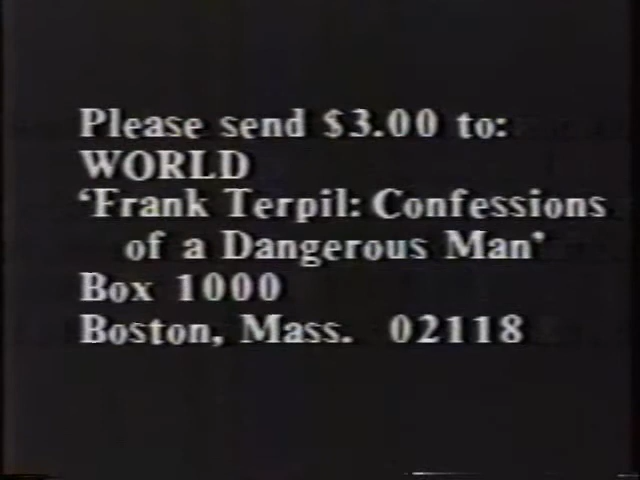 Please send $3.00 to:
WORLD
‘Frank Terpil: Confessions
of a Dangerous Man’
Box 1000
Boston, Mass. 02118